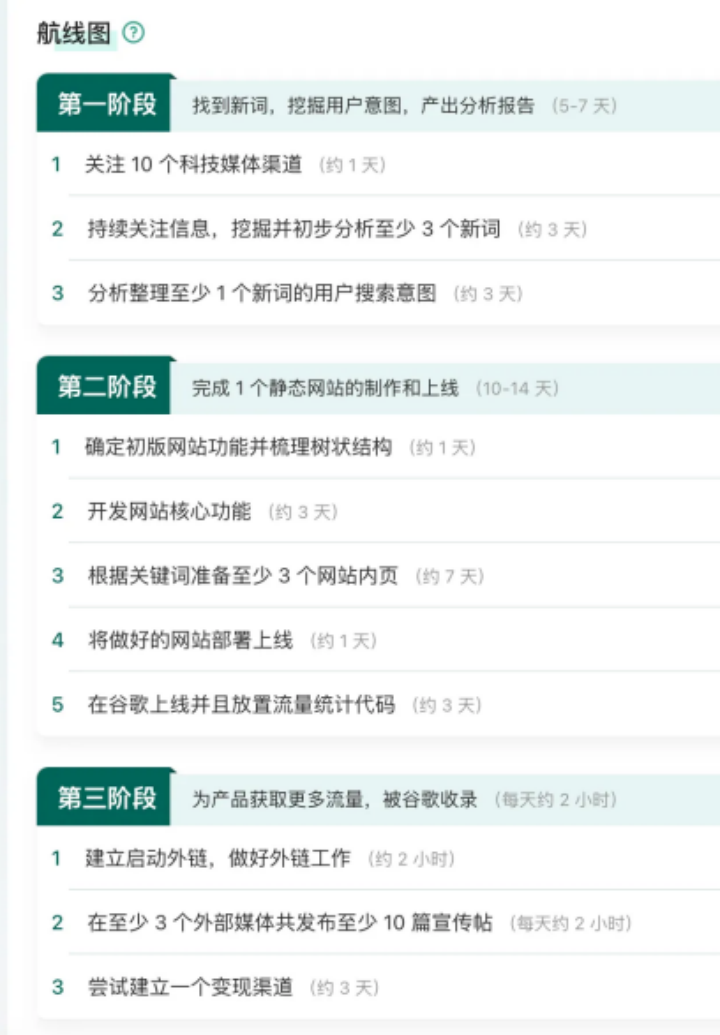 航线图 ?
第一阶段 找到新词，挖掘用户意图，产出分析报告 （5-7 天）
1 关注 10 个科技媒体渠道 （约 1 天）
2 持续关注信息，挖掘并初步分析至少 3 个新词 （约 3 天）
3 分析整理至少 1 个新词的用户搜索意图 （约 3 天）
第二阶段 完成 1 个静态网站的制作和上线 （10-14 天）
1 确定初版网站功能并梳理树状结构 （约 1 天）
2 开发网站核心功能 （约 3 天）
3 根据关键词准备至少 3 个网站内页 （约 7 天）
4 将做好的网站部署上线 （约 1 天）
5 在谷歌上线并且放置流量统计代码 （约 3 天）
第三阶段 为产品获取更多流量，被谷歌收录 （每天约 2 小时）
1 建立启动外链，做好外链工作 （约 2 小时）
2 在至少 3 个外部媒体共发布至少 10 篇宣传帖 （每天约 2 小时）
3 尝试建立一个变现渠道 （约 3 天）